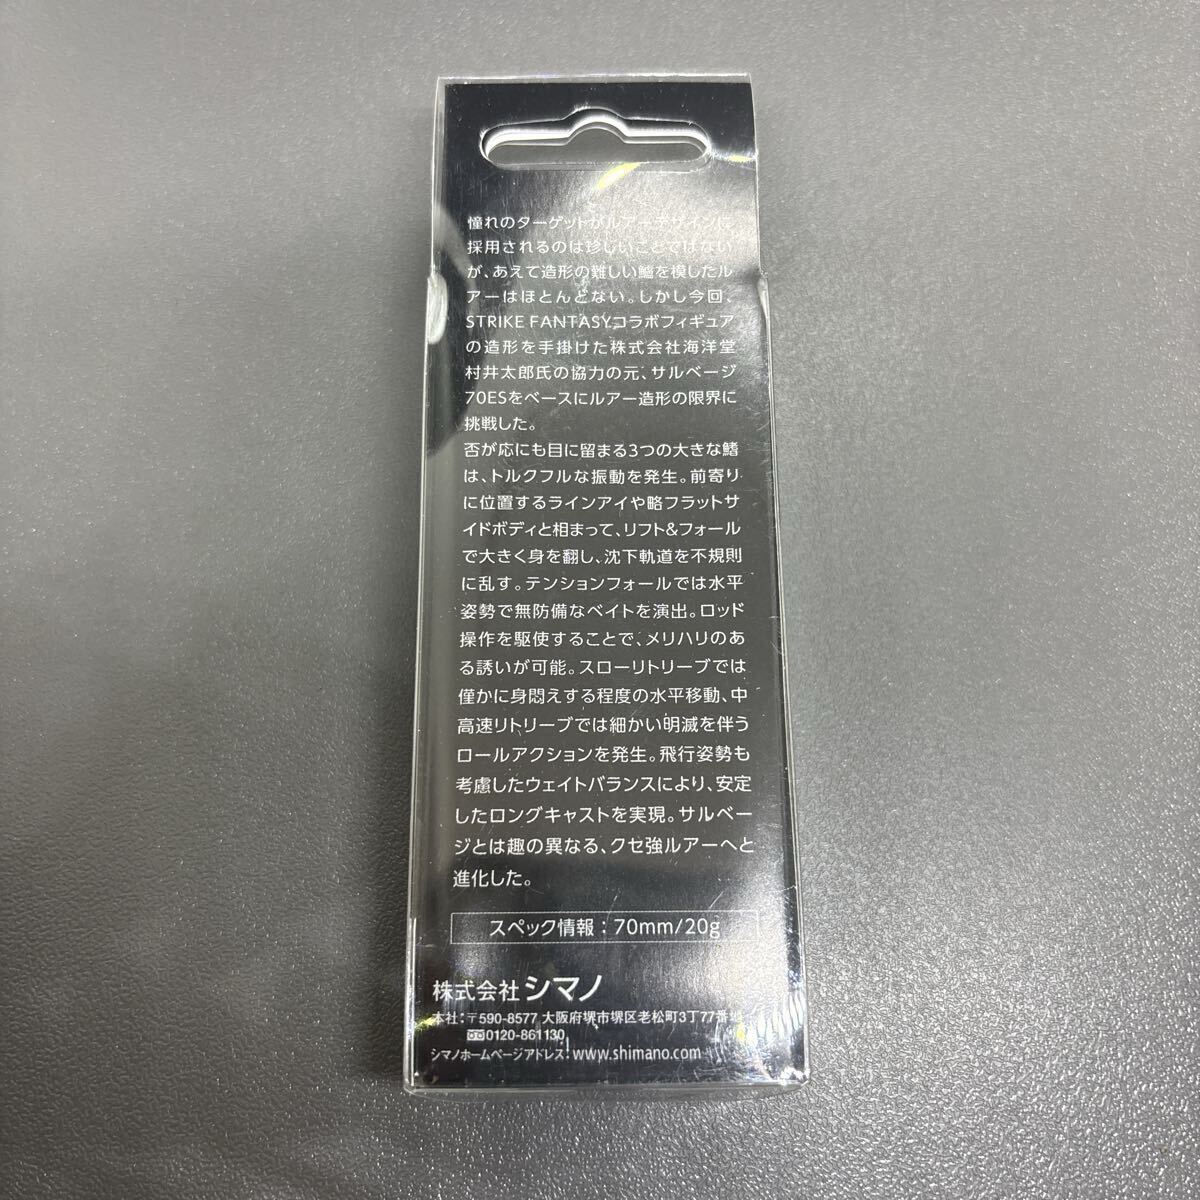 憧れのターゲットがルアーデザインに
採用されるのは珍しいことではない
が、あえて造形の難しい鱸を模したル
アーはほとんどない。しかし今回、
STRIKE FANTASYコラボフィギュア
の造形を手掛けた株式会社海洋堂
村井太郎氏の協力の元、サルベージ
70ESをベースにルアー造形の限界に
挑戦した。
否が応にも目に留まる3つの大きな鰭
は、トルクフルな振動を発生。前寄り
に位置するラインアイや略フラットサ
イドボディと相まって、リフト&フォール
で大きく身を翻し、沈下軌道を不規則
に乱す。テンションフォールでは水平
姿勢で無防備なベイトを演出。ロッド
操作を駆使することで、メリハリのあ
る誘いが可能。スローリトリーブでは
僅かに身悶えする程度の水平移動、中
高速リトリーブでは細かい明滅を伴う
ロールアクションを発生。飛行姿勢も
考慮したウェイトバランスにより、安定
したロングキャストを実現。サルベー
ジとは趣の異なる、クセ強ルアーへと
進化した。
スペック情報：70mm/20g
株式会社シマノ
本社：〒590-8577 大阪府堺市堺区老松町3丁77番地
0120-861130
シマノホームページアドレス：www.shimano.com